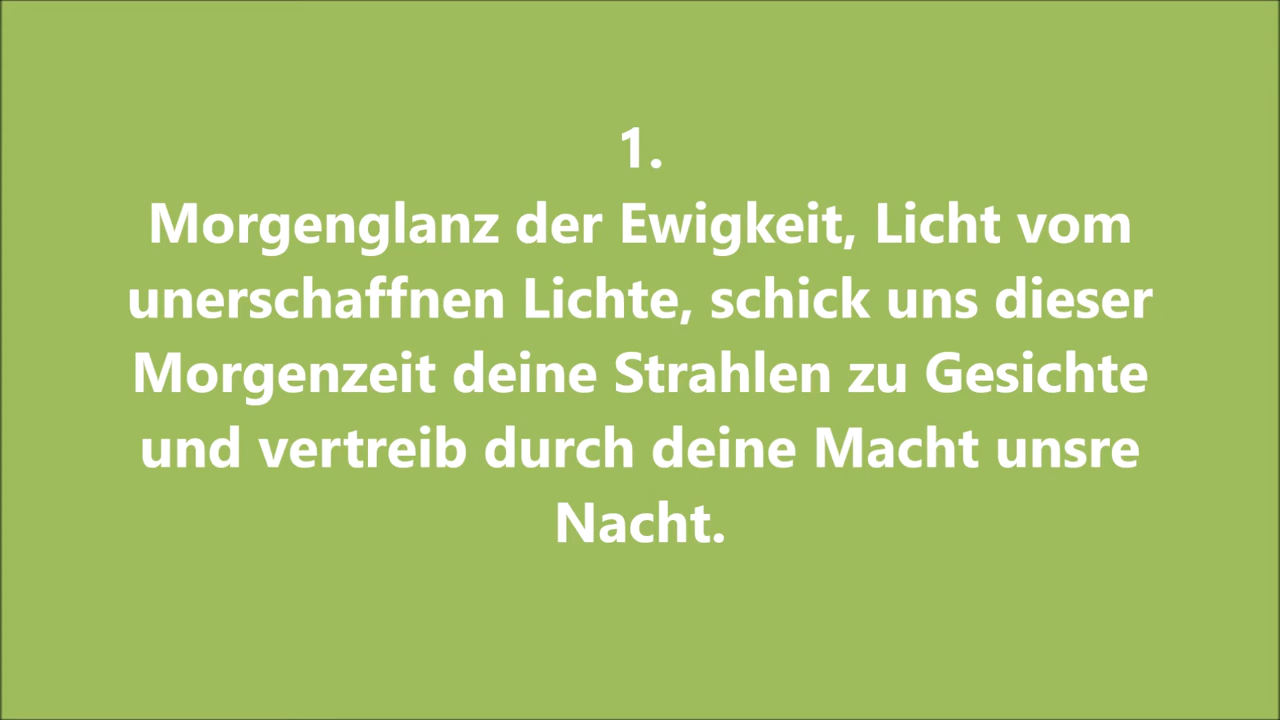 1.
Morgenglanz der Ewigkeit, Licht vom
unerschaffnen Lichte, schick uns dieser
Morgenzeit deine Strahlen zu Gesichte
und vertreib durch deine Macht unsre
Nacht.